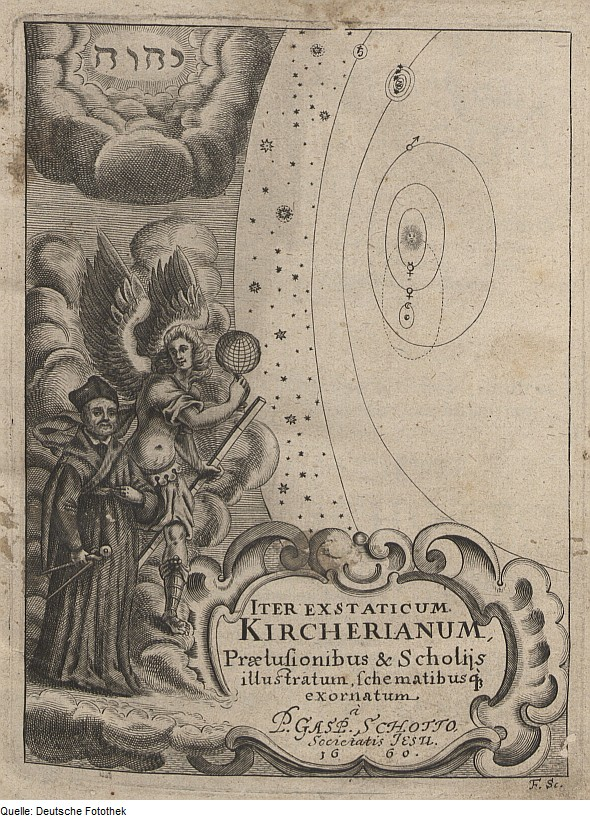 יהוה
ITER EXSTATICUM.
KIRCHERIANUM,
Præluſionibus & Scholijs
illuſtratum, ſchematibusq́
exornatum
à
P. GASP. SCHOTTO
Societatis IESU.
1660.
F. Sc.
Quelle: Deutsche Fotothek